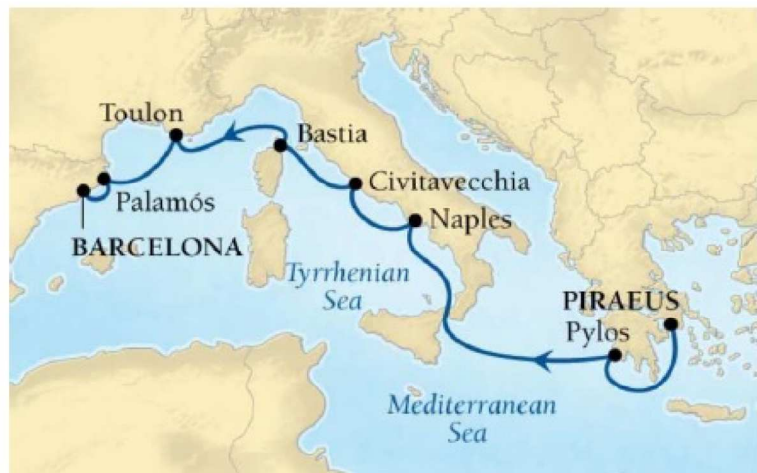 Toulon
Bastia
Palamós
Civitavecchia
BARCELONA
Naples
Tyrrhenian
Sea
PIRAEUS
Pylos
Mediterranean
Sea